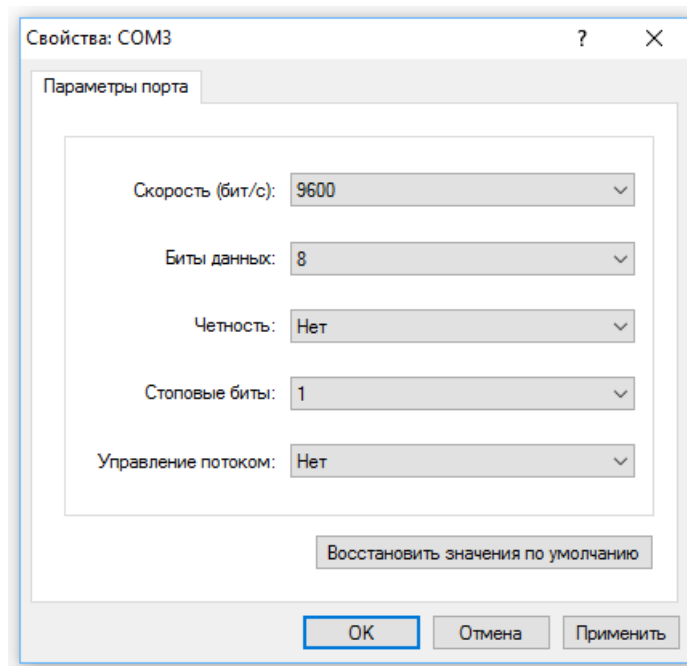 Свойства: COM3
?
Параметры порта
Скорость (бит/с): 9600
Биты данных: 8
Четность: Нет
Стоповые биты: 1
Управление потоком: Нет
Восстановить значения по умолчанию
OK Отмена Применить